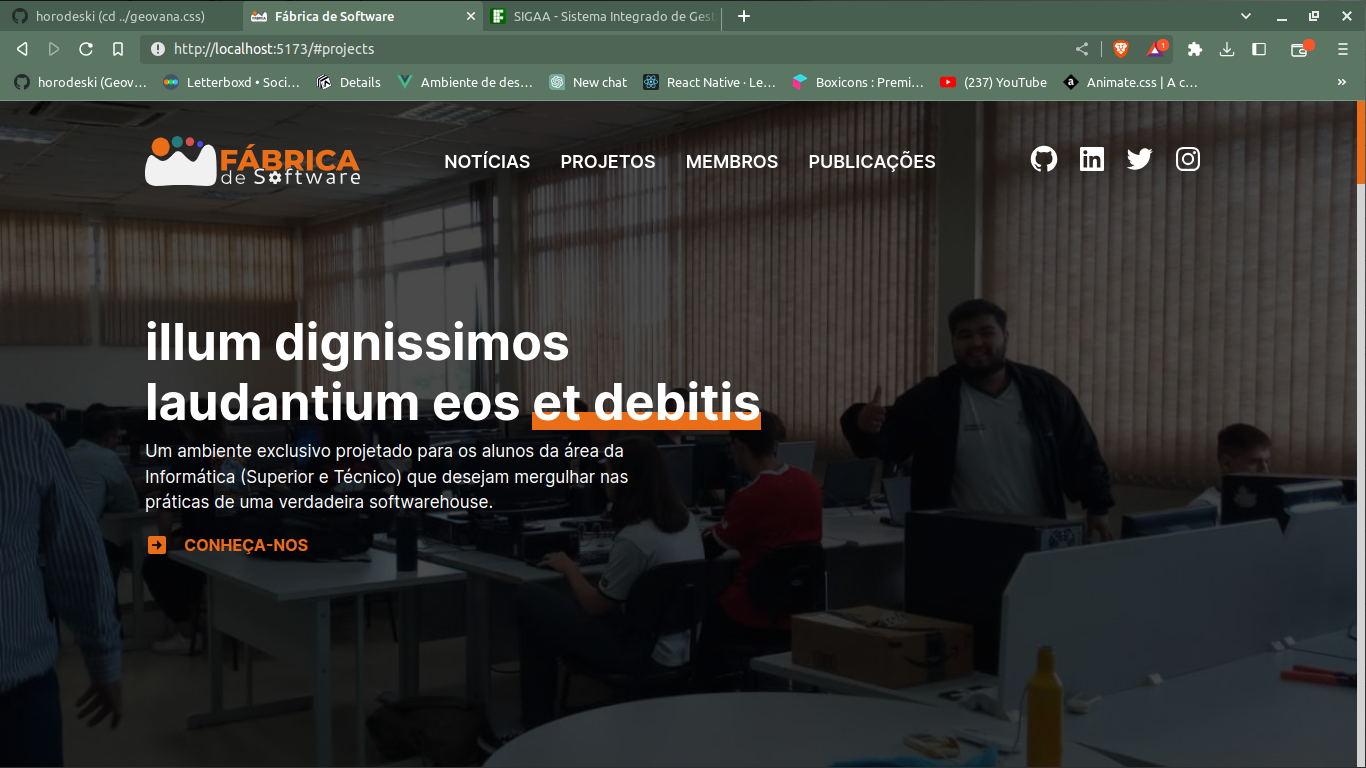 horodeski (cd ../geovana.css)
Fábrica de Software
SIGAA - Sistema Integrado de Gest
http://localhost:5173/#projects
1
horodeski (Geov...
Letterboxd • Soci...
Details
Ambiente de des...
New chat
React Native · Le...
Boxicons : Premi...
(237) YouTube
Animate.css | A c...
FÁBRICA
de Software
NOTÍCIAS
PROJETOS
MEMBROS
PUBLICAÇÕES
illum dignissimos
laudantium eos et debitis
Um ambiente exclusivo projetado para os alunos da área da
Informática (Superior e Técnico) que desejam mergulhar nas
práticas de uma verdadeira softwarehouse.
CONHEÇA-NOS